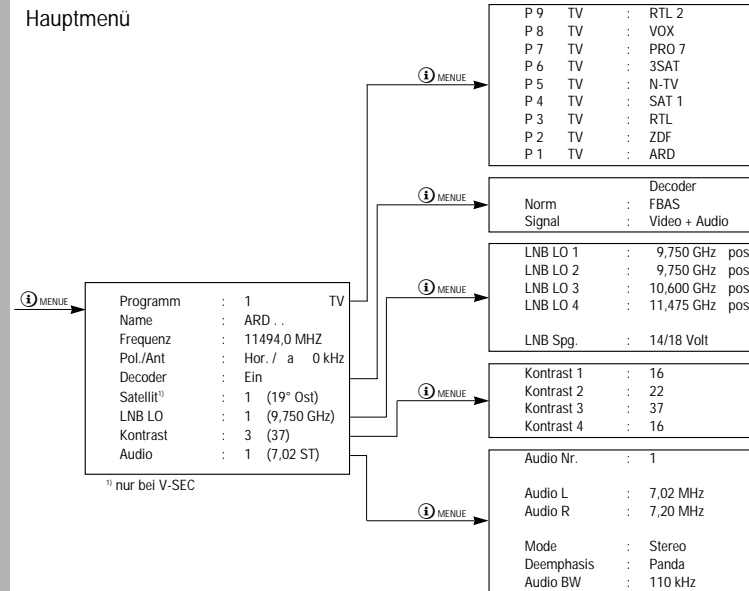 Hauptmenü
i MENUE
Programm : 1 TV
Name : ARD . .
Frequenz : 11494,0 MHZ
Pol./Ant : Hor. / a 0 kHz
Decoder : Ein
Satellit1) : 1 (19° Ost)
LNB LO : 1 (9,750 GHz)
Kontrast : 3 (37)
Audio : 1 (7,02 ST)
1) nur bei V-SEC
i MENUE
P 9 TV : RTL 2
P 8 TV : VOX
P 7 TV : PRO 7
P 6 TV : 3SAT
P 5 TV : N-TV
P 4 TV : SAT 1
P 3 TV : RTL
P 2 TV : ZDF
P 1 TV : ARD
i MENUE
Decoder
Norm : FBAS
Signal : Video + Audio
i MENUE
LNB LO 1 : 9,750 GHz pos
LNB LO 2 : 9,750 GHz pos
LNB LO 3 : 10,600 GHz pos
LNB LO 4 : 11,475 GHz pos
LNB Spg. : 14/18 Volt
i MENUE
Kontrast 1 : 16
Kontrast 2 : 22
Kontrast 3 : 37
Kontrast 4 : 16
i MENUE
Audio Nr. : 1
Audio L : 7,02 MHz
Audio R : 7,20 MHz
Mode : Stereo
Deemphasis : Panda
Audio BW : 110 kHz